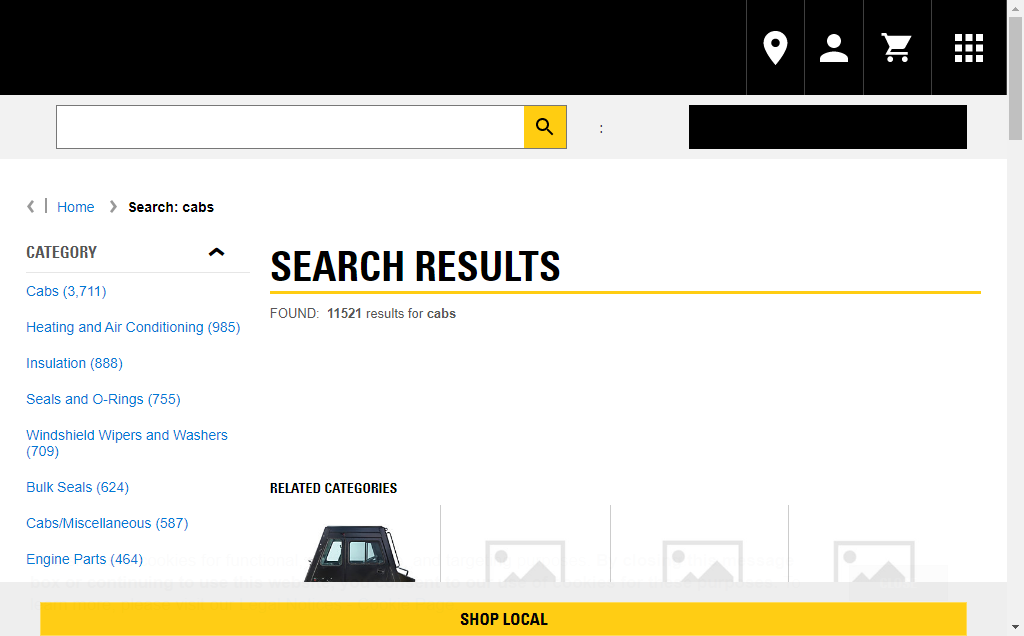 :
Home
Search: cabs
CATEGORY
Cabs (3,711)
Heating and Air Conditioning (985)
Insulation (888)
Seals and O-Rings (755)
Windshield Wipers and Washers
(709)
Bulk Seals (624)
Cabs/Miscellaneous (587)
Engine Parts (464)
SEARCH RESULTS
FOUND: 11521 results for cabs
RELATED CATEGORIES
SHOP LOCAL